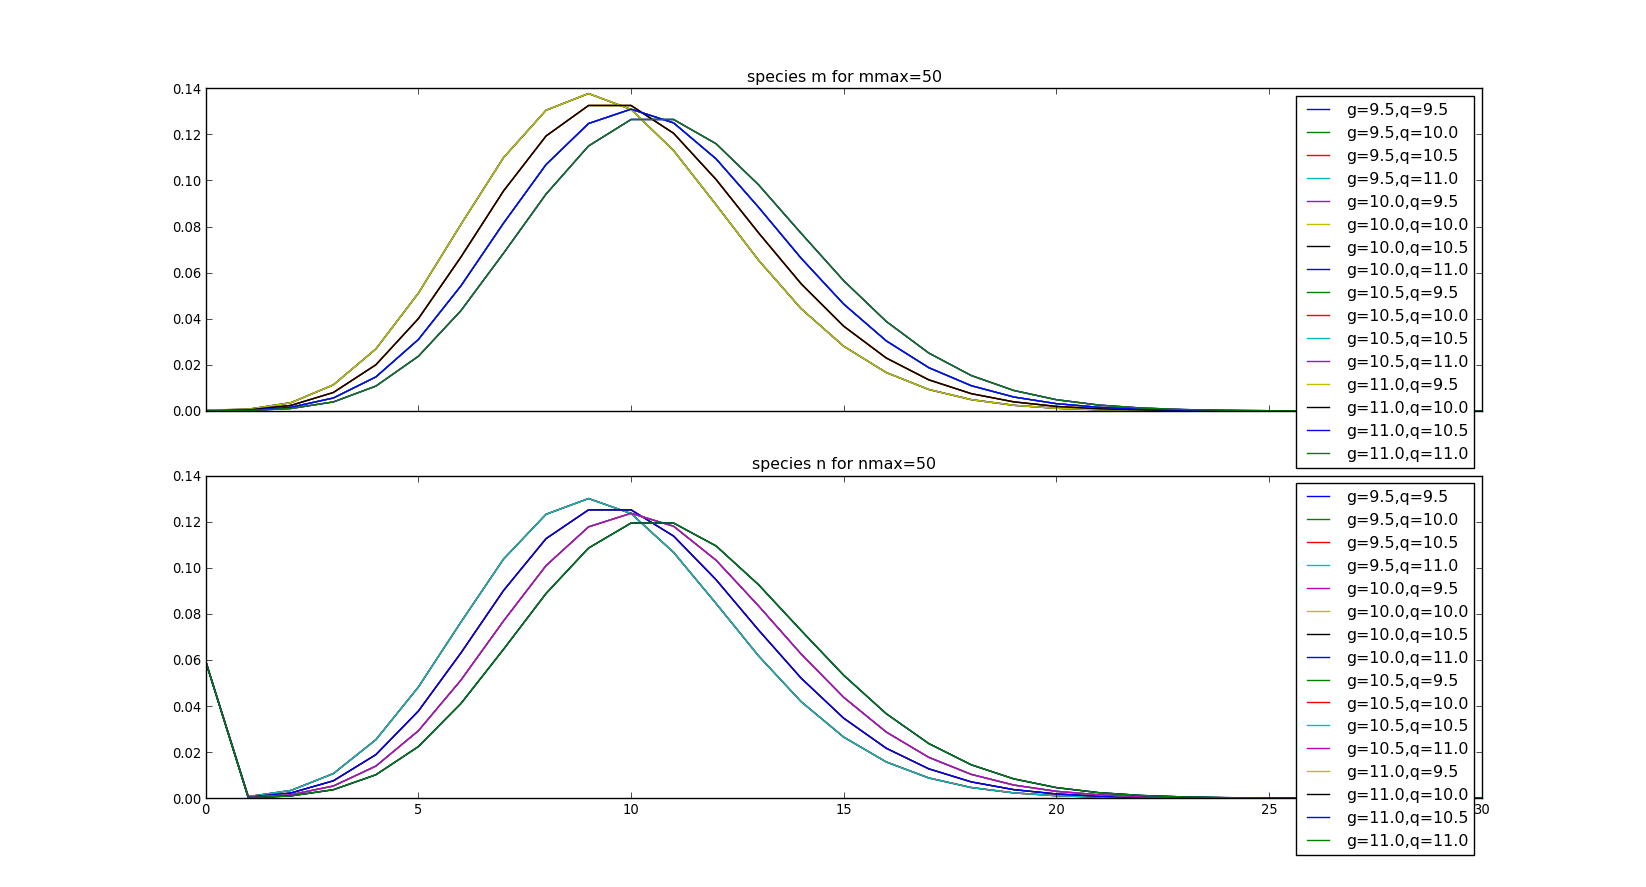 species m for mmax=50
0.14
0.12
0.10
0.08
0.06
0.04
0.02
0.00
g=9.5,q=9.5
g=9.5,q=10.0
g=9.5,q=10.5
g=9.5,q=11.0
g=10.0,q=9.5
g=10.0,q=10.0
g=10.0,q=10.5
g=10.0,q=11.0
g=10.5,q=9.5
g=10.5,q=10.0
g=10.5,q=10.5
g=10.5,q=11.0
g=11.0,q=9.5
g=11.0,q=10.0
g=11.0,q=10.5
g=11.0,q=11.0
species n for nmax=50
0.14
0.12
0.10
0.08
0.06
0.04
0.02
0.00
g=9.5,q=9.5
g=9.5,q=10.0
g=9.5,q=10.5
g=9.5,q=11.0
g=10.0,q=9.5
g=10.0,q=10.0
g=10.0,q=10.5
g=10.0,q=11.0
g=10.5,q=9.5
g=10.5,q=10.0
g=10.5,q=10.5
g=10.5,q=11.0
g=11.0,q=9.5
g=11.0,q=10.0
g=11.0,q=10.5
g=11.0,q=11.0
0 5 10 15 20 25 30